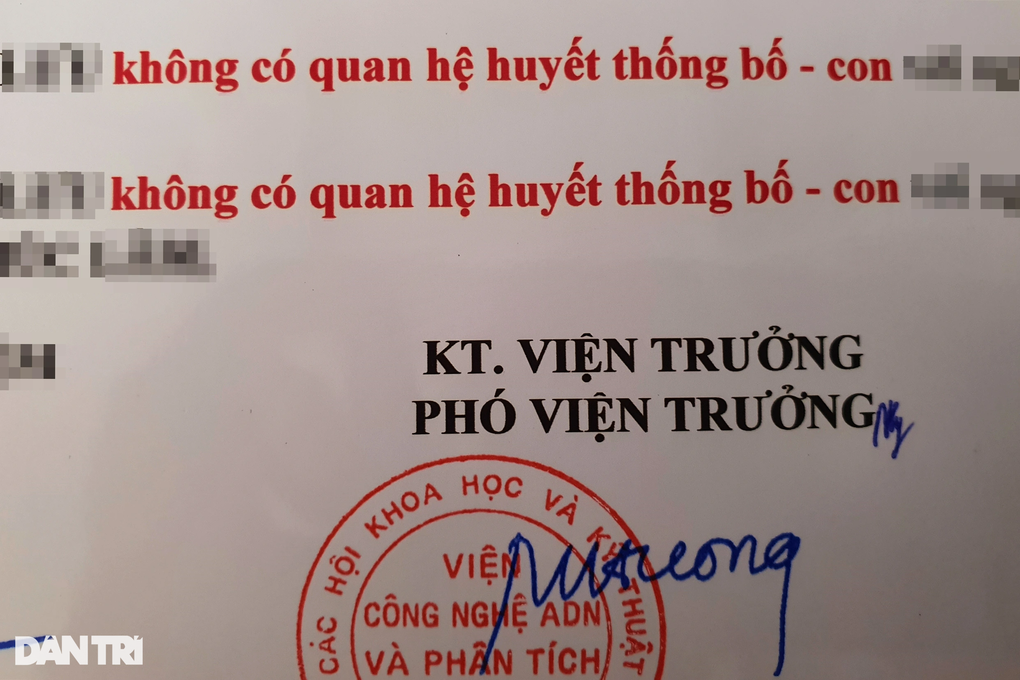 không có quan hệ huyết thống bố - con
không có quan hệ huyết thống bố - con
KT. VIỆN TRƯỞNG
PHÓ VIỆN TRƯỞNG
CÁC HỘI KHOA HỌC VÀ KỸ THUẬT
VIỆN
CÔNG NGHỆ ADN
VÀ PHÂN TÍCH
DÂN TRÍ